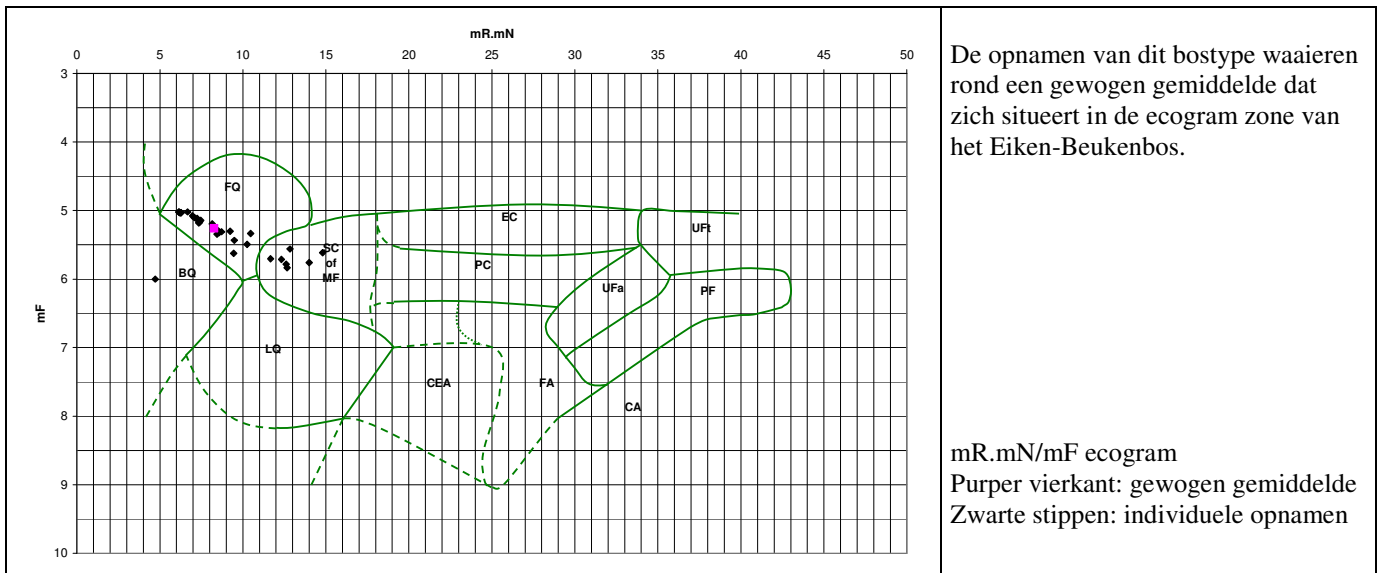 mR.mN
0 5 10 15 20 25 30 35 40 45 50
3
4
5
6
7
8
9
10
mF
FQ
EC
UFt
SC
of
MF
PC
BQ
UFa
PF
LQ
CEA
FA
CA
De opnamen van dit bostype waaieren
rond een gewogen gemiddelde dat
zich situeert in de ecogram zone van
het Eiken-Beukenbos.
mR.mN/mF ecogram
Purper vierkant: gewogen gemiddelde
Zwarte stippen: individuele opnamen